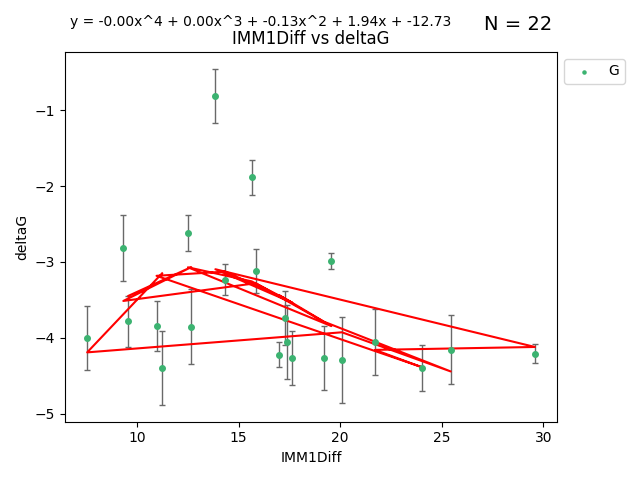 y = -0.00x^4 + 0.00x^3 + -0.13x^2 + 1.94x + -12.73
N = 22
IMM1Diff vs deltaG
G
deltaG
−1
−2
−3
−4
−5
10 15 20 25 30
IMM1Diff